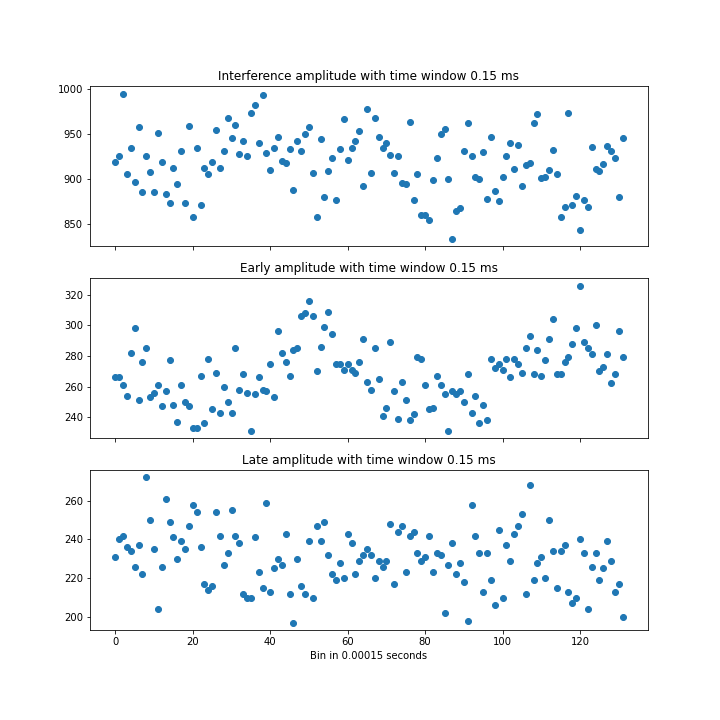 Interference amplitude with time window 0.15 ms
1000
950
900
850
Early amplitude with time window 0.15 ms
320
300
280
260
240
Late amplitude with time window 0.15 ms
260
240
220
200
0 20 40 60 80 100 120
Bin in 0.00015 seconds